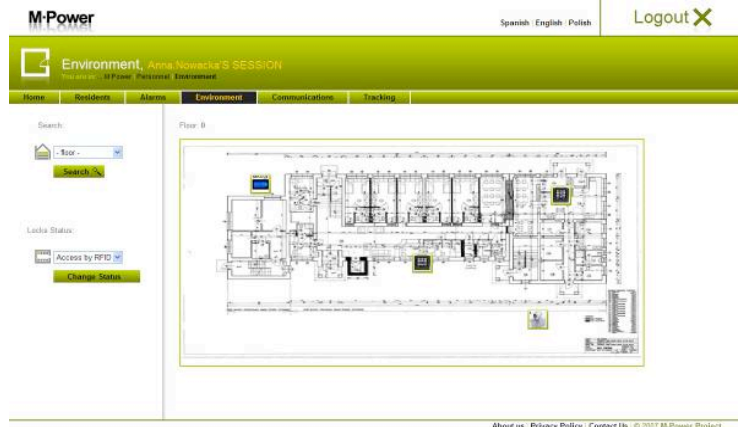 M·Power
Spanish | English | Polish
Logout
Environment, Anna.Nowacka'S SESSION
You are in: M Power | Personnel | Environment
Home Residents Alarms Environment Communications Tracking
Search:
- floor -
Search
Locks Status:
Access by RFID
Change Status
Floor: 0
About us | Privacy Policy | Contact Us | © 2007 M-Power Project